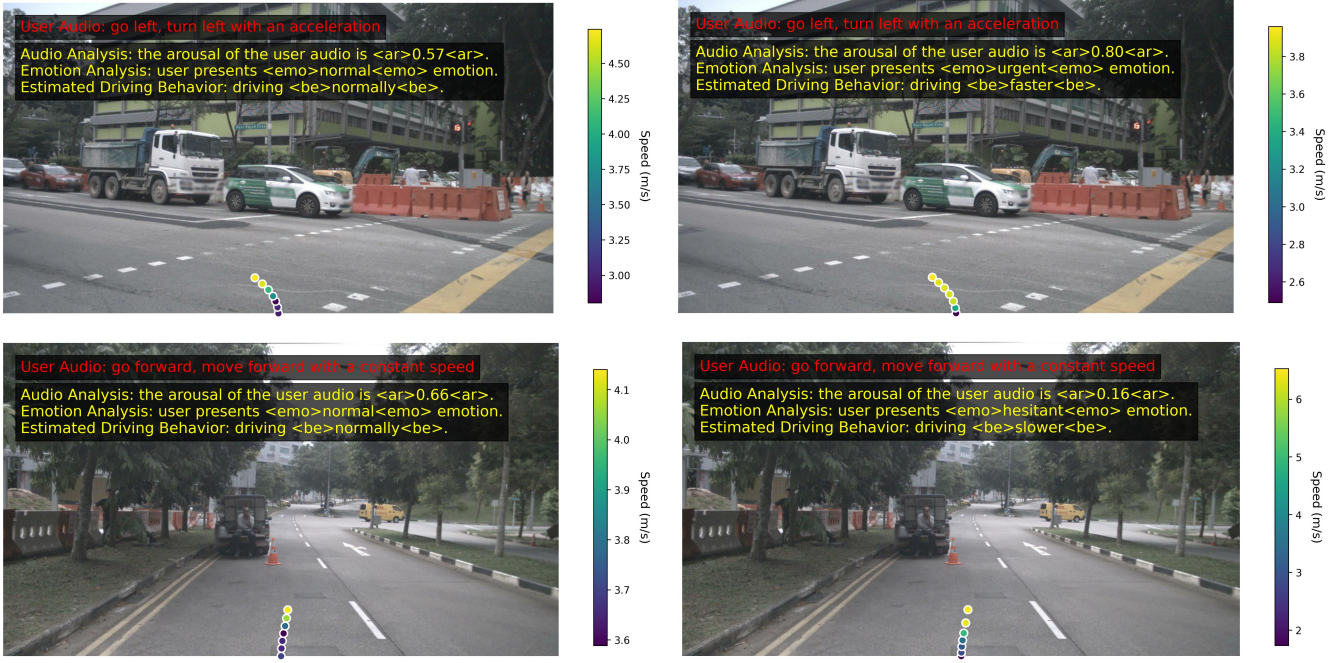 User Audio: go left, turn left with an acceleration
Audio Analysis: the arousal of the user audio is <ar>0.57<ar>.
Emotion Analysis: user presents <emo>normal<emo> emotion.
Estimated Driving Behavior: driving <be>normally<be>.
4.50
4.25
4.00
3.75
3.50
3.25
3.00
Speed (m/s)
User Audio: go left, turn left with an acceleration
Audio Analysis: the arousal of the user audio is <ar>0.80<ar>.
Emotion Analysis: user presents <emo>urgent<emo> emotion.
Estimated Driving Behavior: driving <be>faster<be>.
3.8
3.6
3.4
3.2
3.0
2.8
2.6
Speed (m/s)
User Audio: go forward, move forward with a constant speed
Audio Analysis: the arousal of the user audio is <ar>0.66<ar>.
Emotion Analysis: user presents <emo>normal<emo> emotion.
Estimated Driving Behavior: driving <be>normally<be>.
4.1
4.0
3.9
3.8
3.7
3.6
Speed (m/s)
User Audio: go forward, move forward with a constant speed
Audio Analysis: the arousal of the user audio is <ar>0.16<ar>.
Emotion Analysis: user presents <emo>hesitant<emo> emotion.
Estimated Driving Behavior: driving <be>slower<be>.
6
5
4
3
2
Speed (m/s)